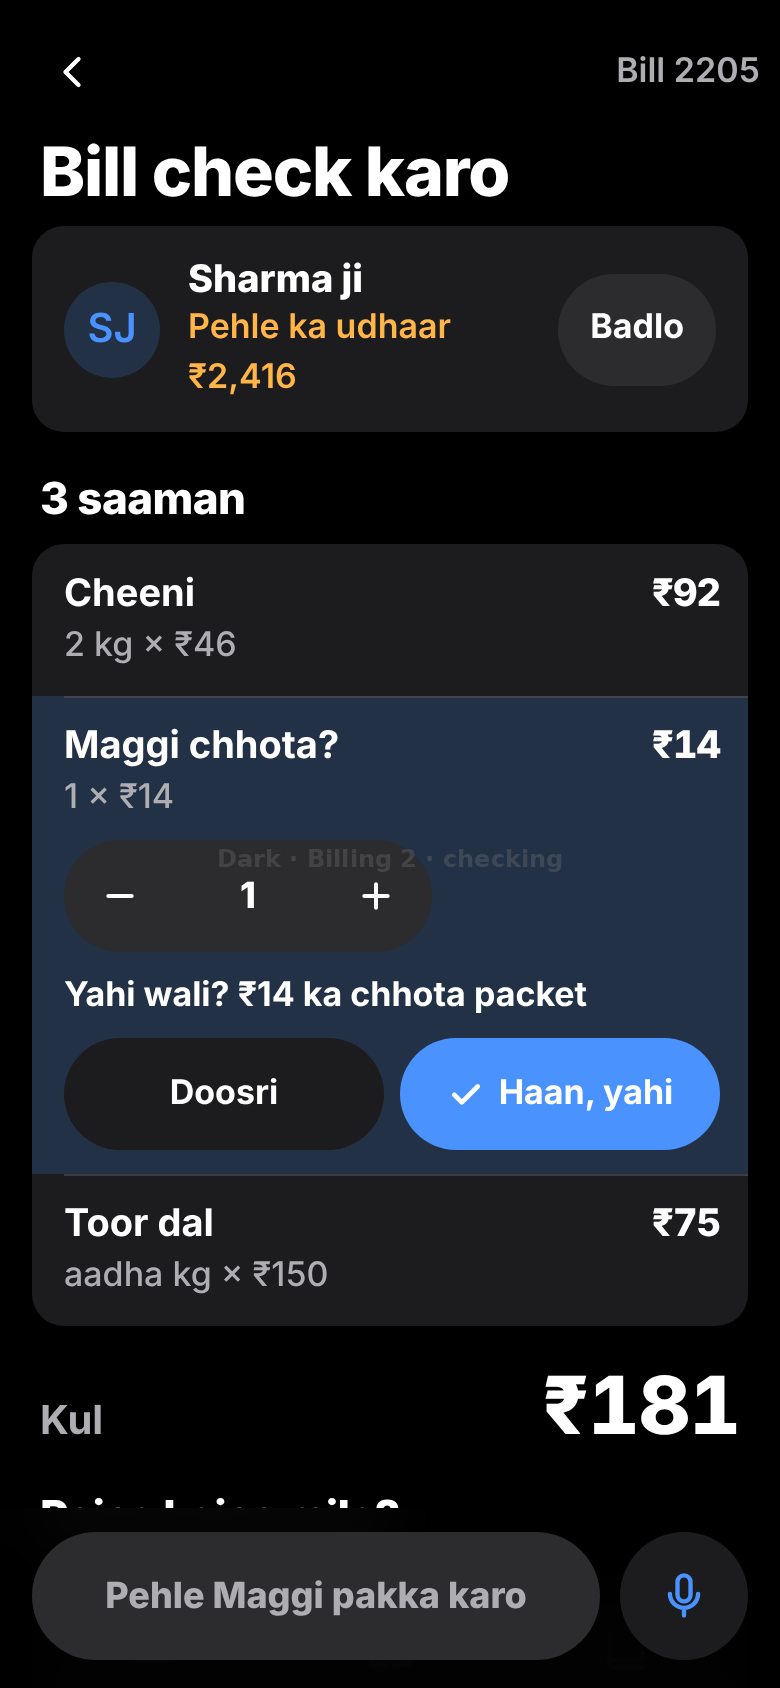 Bill 2205
Bill check karo
SJ
Sharma ji
Pehle ka udhaar
₹2,416
Badlo
3 saaman
Cheeni
₹92
2 kg × ₹46
Maggi chhota?
₹14
1 × ₹14
Dark · Billing 2 · checking
1
Yahi wali? ₹14 ka chhota packet
Doosri
Haan, yahi
Toor dal
₹75
aadha kg × ₹150
Kul
₹181
Pehle Maggi pakka karo